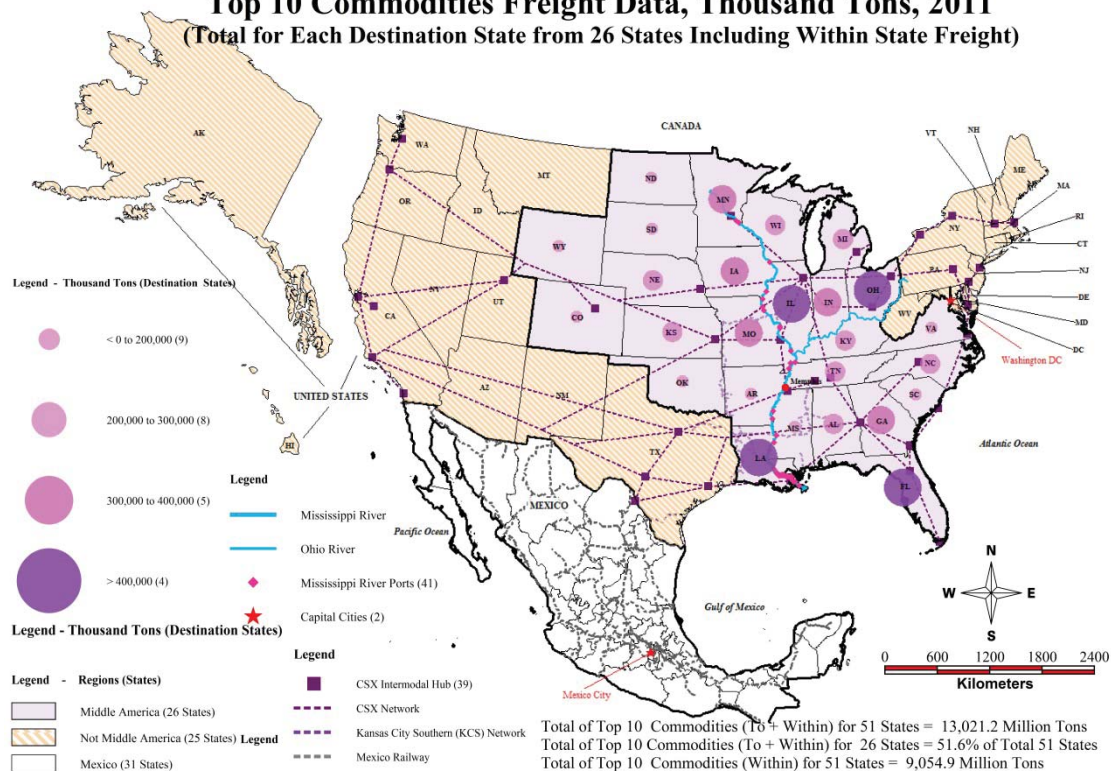 Top 10 Commodities Freight Data, Thousand Tons, 2011
(Total for Each Destination State from 26 States Including Within State Freight)
CANADA
AK
WA
MT
OR
ID
NV
UT
CA
AZ
NM
TX
HI
UNITED STATES
ND
SD
WY
NE
CO
KS
OK
MN
WI
MI
IA
IL
IN
OH
MO
KY
TN
AR
MS
AL
GA
LA
FL
SC
NC
VA
WV
PA
NY
VT
NH
ME
MA
RI
CT
NJ
DE
MD
DC
Washington DC
Memphis
Atlantic Ocean
Pacific Ocean
MEXICO
Gulf of Mexico
Mexico City
Legend - Thousand Tons (Destination States)
< 0 to 200,000 (9)
200,000 to 300,000 (8)
300,000 to 400,000 (5)
> 400,000 (4)
Legend - Thousand Tons (Destination States)
Legend - Regions (States)
Middle America (26 States)
Not Middle America (25 States)
Mexico (31 States)
Legend
Mississippi River
Ohio River
Mississippi River Ports (41)
Capital Cities (2)
Legend
CSX Intermodal Hub (39)
CSX Network
Legend
Kansas City Southern (KCS) Network
Mexico Railway
N
W
E
S
0 600 1200 1800 2400
Kilometers
Total of Top 10 Commodities (To + Within) for 51 States = 13,021.2 Million Tons
Total of Top 10 Commodities (To + Within) for 26 States = 51.6% of Total 51 States
Total of Top 10 Commodities (Within) for 51 States = 9,054.9 Million Tons